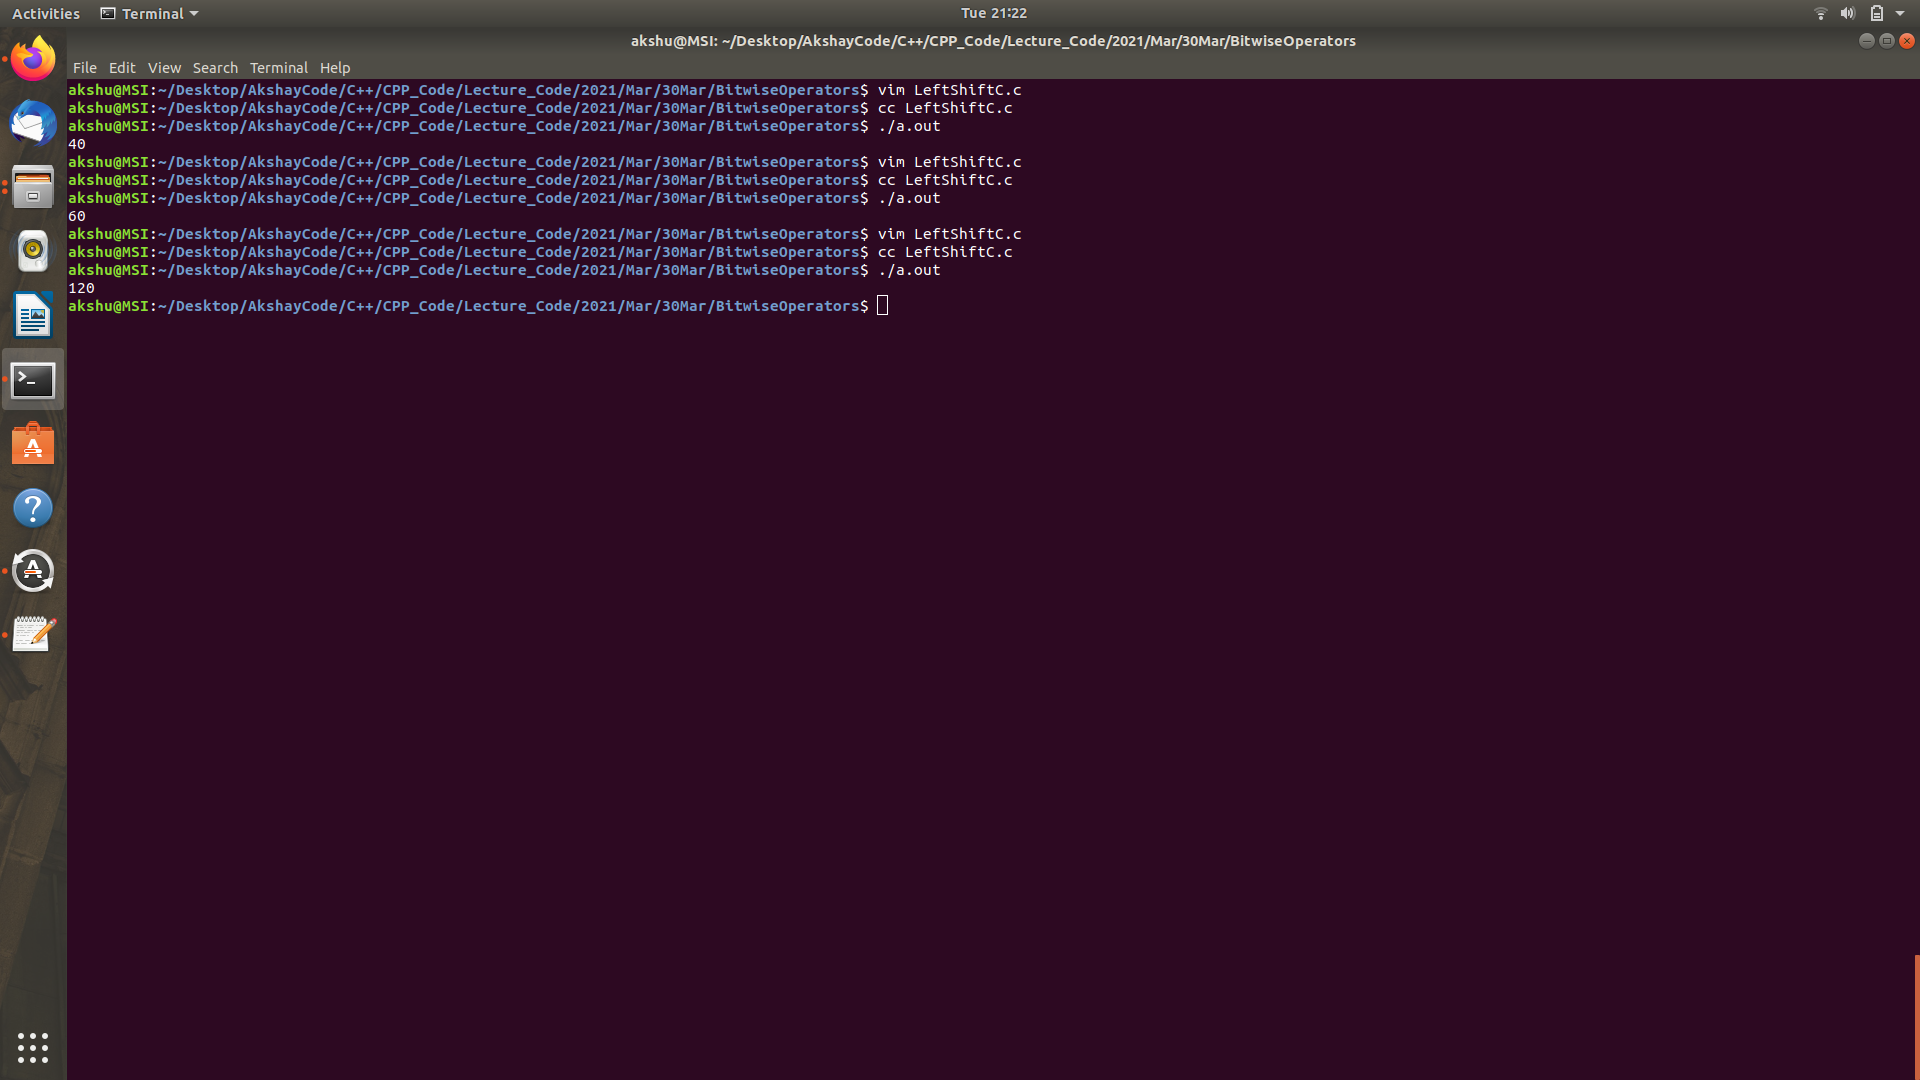 Activities Terminal Tue 21:22
akshu@MSI: ~/Desktop/AkshayCode/C++/CPP_Code/Lecture_Code/2021/Mar/30Mar/BitwiseOperators
File Edit View Search Terminal Help
akshu@MSI:~/Desktop/AkshayCode/C++/CPP_Code/Lecture_Code/2021/Mar/30Mar/BitwiseOperators$ vim LeftShiftC.c
akshu@MSI:~/Desktop/AkshayCode/C++/CPP_Code/Lecture_Code/2021/Mar/30Mar/BitwiseOperators$ cc LeftShiftC.c
akshu@MSI:~/Desktop/AkshayCode/C++/CPP_Code/Lecture_Code/2021/Mar/30Mar/BitwiseOperators$ ./a.out
40
akshu@MSI:~/Desktop/AkshayCode/C++/CPP_Code/Lecture_Code/2021/Mar/30Mar/BitwiseOperators$ vim LeftShiftC.c
akshu@MSI:~/Desktop/AkshayCode/C++/CPP_Code/Lecture_Code/2021/Mar/30Mar/BitwiseOperators$ cc LeftShiftC.c
akshu@MSI:~/Desktop/AkshayCode/C++/CPP_Code/Lecture_Code/2021/Mar/30Mar/BitwiseOperators$ ./a.out
60
akshu@MSI:~/Desktop/AkshayCode/C++/CPP_Code/Lecture_Code/2021/Mar/30Mar/BitwiseOperators$ vim LeftShiftC.c
akshu@MSI:~/Desktop/AkshayCode/C++/CPP_Code/Lecture_Code/2021/Mar/30Mar/BitwiseOperators$ cc LeftShiftC.c
akshu@MSI:~/Desktop/AkshayCode/C++/CPP_Code/Lecture_Code/2021/Mar/30Mar/BitwiseOperators$ ./a.out
120
akshu@MSI:~/Desktop/AkshayCode/C++/CPP_Code/Lecture_Code/2021/Mar/30Mar/BitwiseOperators$